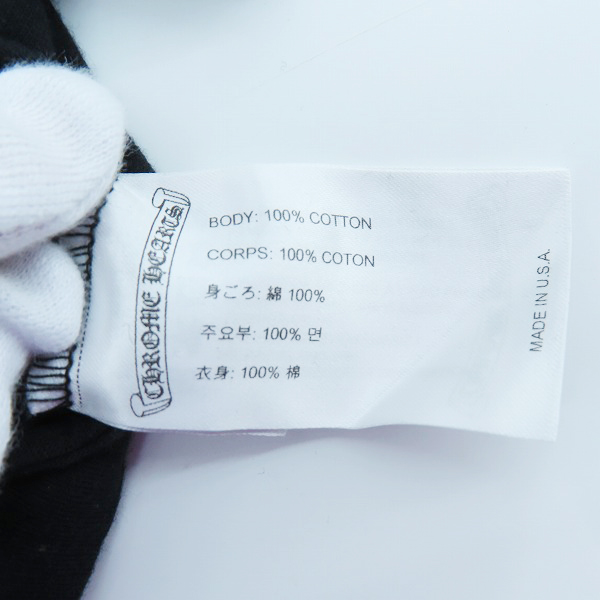 CHROME HEARTS
BODY: 100% COTTON
CORPS: 100% COTON
身ごろ: 綿 100%
주요부: 100% 면
衣身: 100% 棉
MADE IN U.S.A.